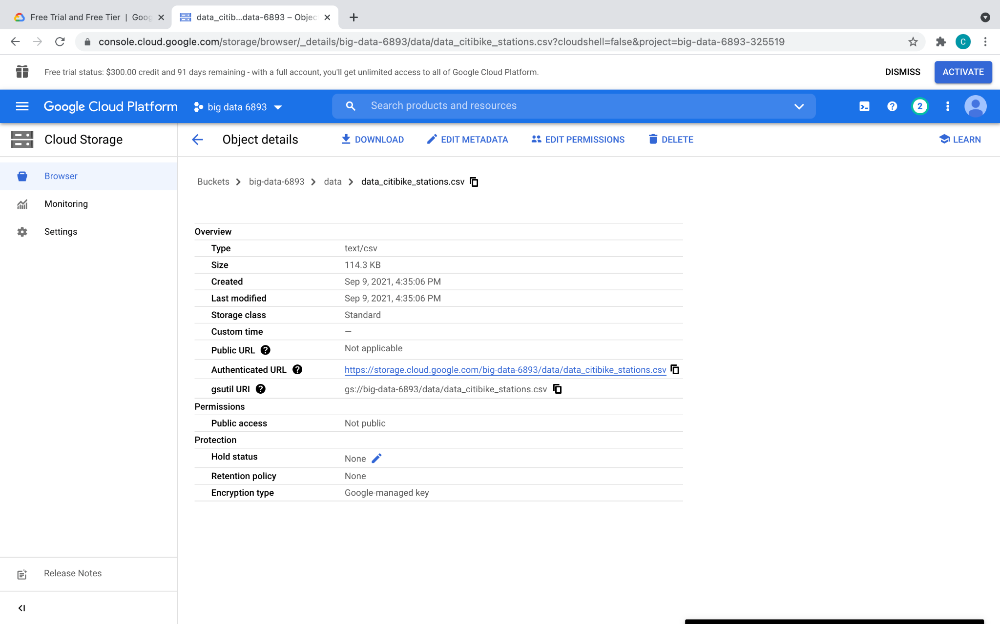 Free Trial and Free Tier | Goog
data_citib...data-6893 – Objec
console.cloud.google.com/storage/browser/_details/big-data-6893/data/data_citibike_stations.csv?cloudshell=false&project=big-data-6893-325519
C
Free trial status: $300.00 credit and 91 days remaining - with a full account, you'll get unlimited access to all of Google Cloud Platform.
DISMISS
ACTIVATE
Google Cloud Platform
big data 6893
Search products and resources
2
Cloud Storage
Object details
DOWNLOAD
EDIT METADATA
EDIT PERMISSIONS
DELETE
LEARN
Browser
Monitoring
Settings
Buckets > big-data-6893 > data > data_citibike_stations.csv
Overview
Type text/csv
Size 114.3 KB
Created Sep 9, 2021, 4:35:06 PM
Last modified Sep 9, 2021, 4:35:06 PM
Storage class Standard
Custom time —
Public URL ? Not applicable
Authenticated URL ? https://storage.cloud.google.com/big-data-6893/data/data_citibike_stations.csv
gsutil URI ? gs://big-data-6893/data/data_citibike_stations.csv
Permissions
Public access Not public
Protection
Hold status None
Retention policy None
Encryption type Google-managed key
Release Notes